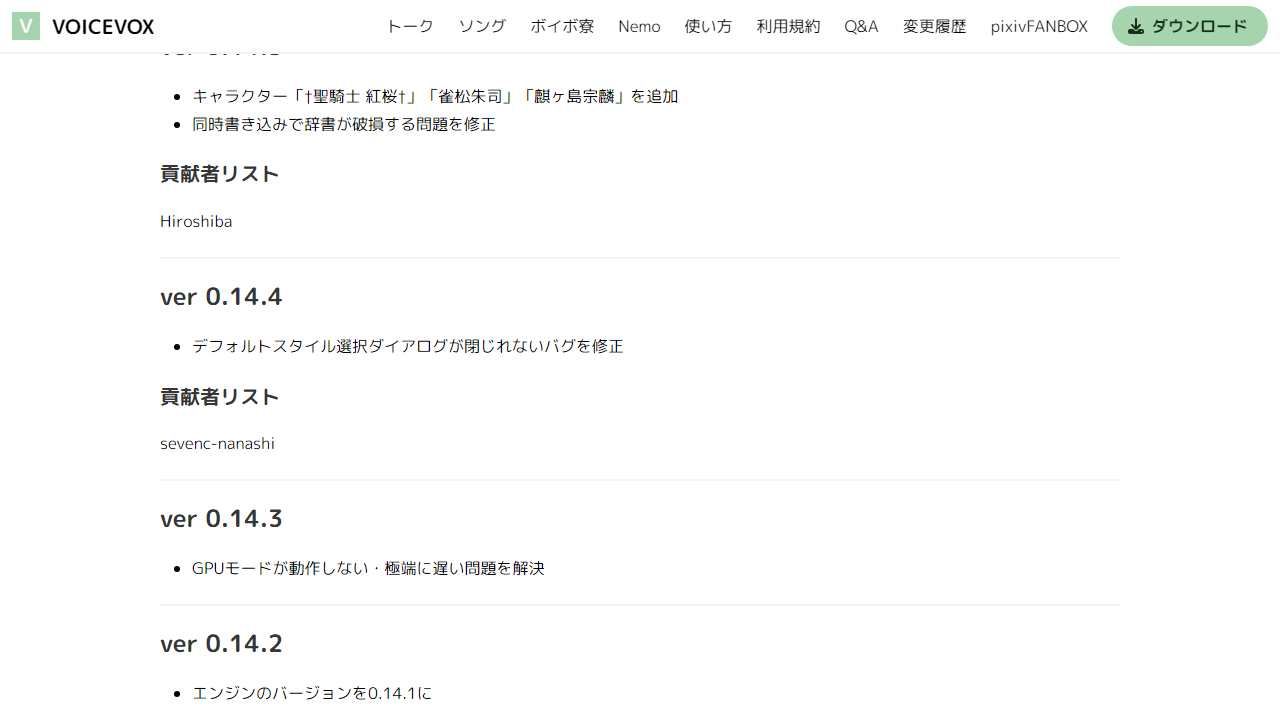 V VOICEVOX トーク ソング ボイボ寮 Nemo 使い方 利用規約 Q&A 変更履歴 pixivFANBOX ダウンロード
キャラクター「†聖騎士 紅桜†」「雀松朱司」「麒ヶ島宗麟」を追加
同時書き込みで辞書が破損する問題を修正
貢献者リスト
Hiroshiba
ver 0.14.4
デフォルトスタイル選択ダイアログが閉じれないバグを修正
貢献者リスト
sevenc-nanashi
ver 0.14.3
GPUモードが動作しない・極端に遅い問題を解決
ver 0.14.2
エンジンのバージョンを0.14.1に